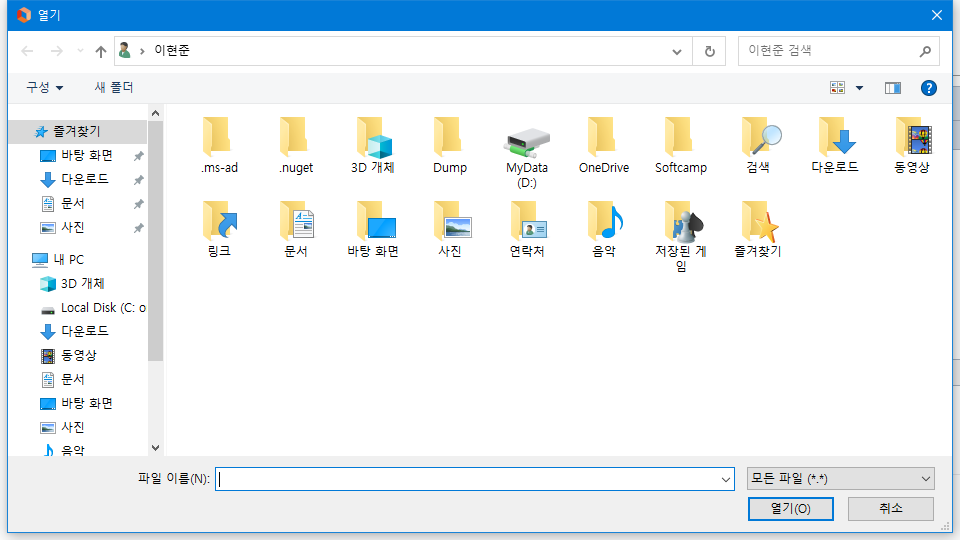 열기
이현준
이현준 검색
구성
새 폴더
즐겨찾기
바탕 화면
다운로드
문서
사진
내 PC
3D 개체
Local Disk (C: o
다운로드
동영상
문서
바탕 화면
사진
음악
.ms-ad
.nuget
3D 개체
Dump
MyData
(D:)
OneDrive
Softcamp
검색
다운로드
동영상
링크
문서
바탕 화면
사진
연락처
음악
저장된 게
임
즐겨찾기
파일 이름(N):
모든 파일 (*.*)
열기(O)
취소